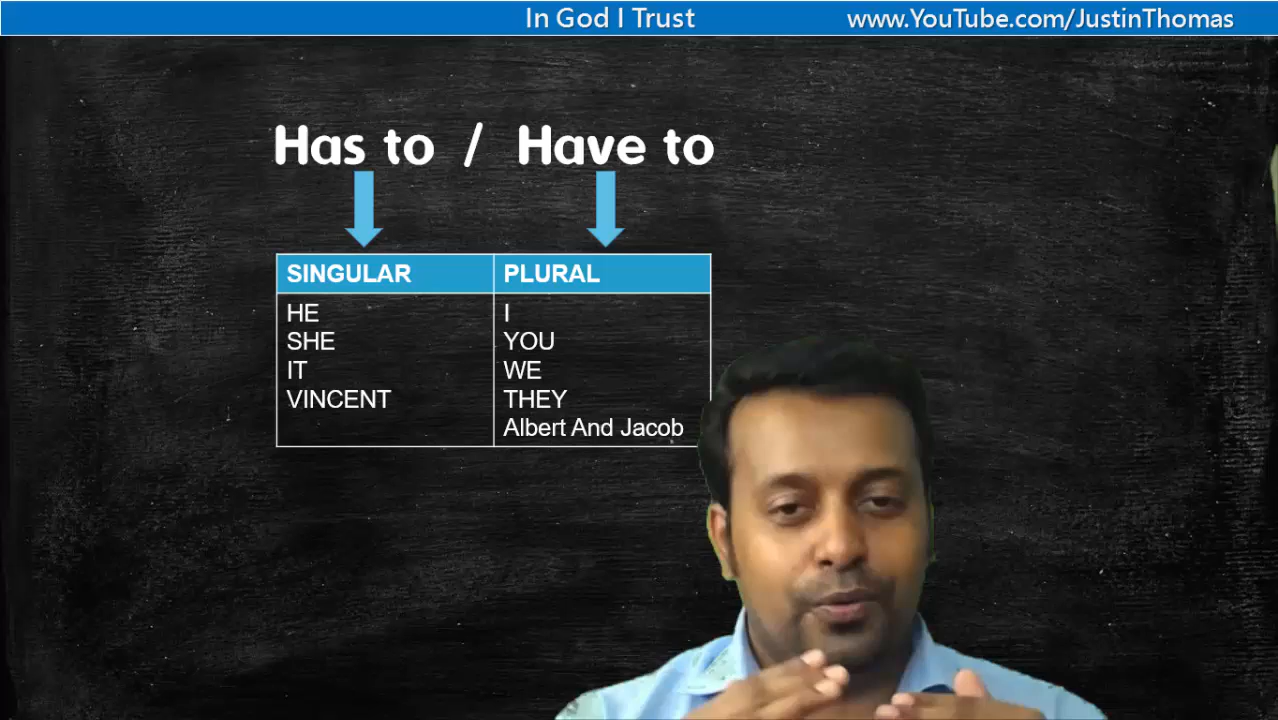 In God I Trust
www.YouTube.com/JustinThomas
Has to / Have to
SINGULAR
HE
SHE
IT
VINCENT
PLURAL
I
YOU
WE
THEY
Albert And Jacob